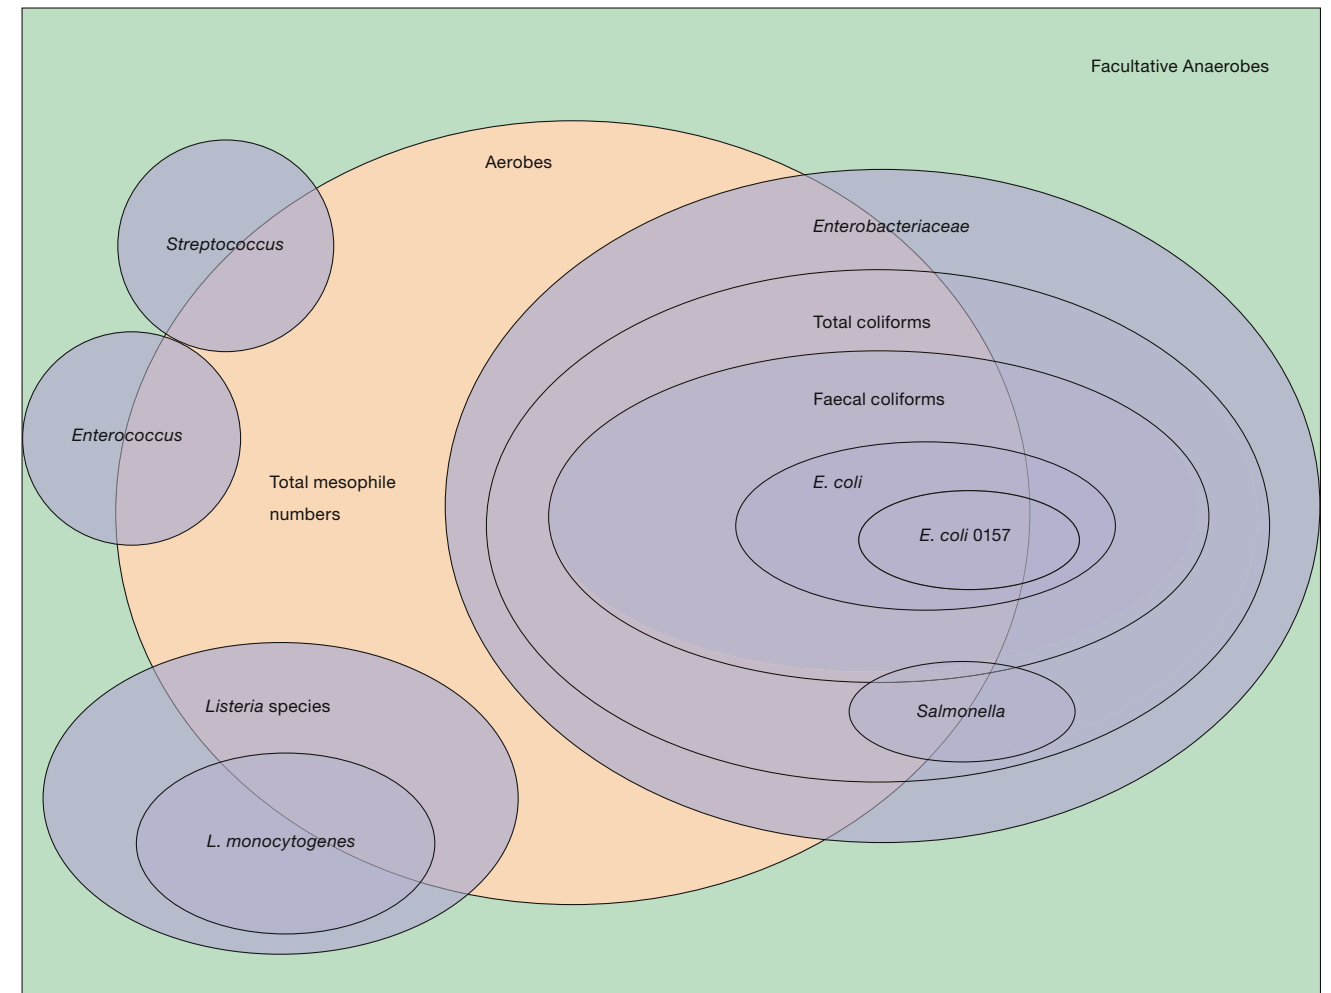 Facultative Anaerobes
Aerobes
Enterobacteriaceae
Streptococcus
Total coliforms
Faecal coliforms
Enterococcus
Total mesophile
numbers
E. coli
E. coli 0157
Listeria species
Salmonella
L. monocytogenes